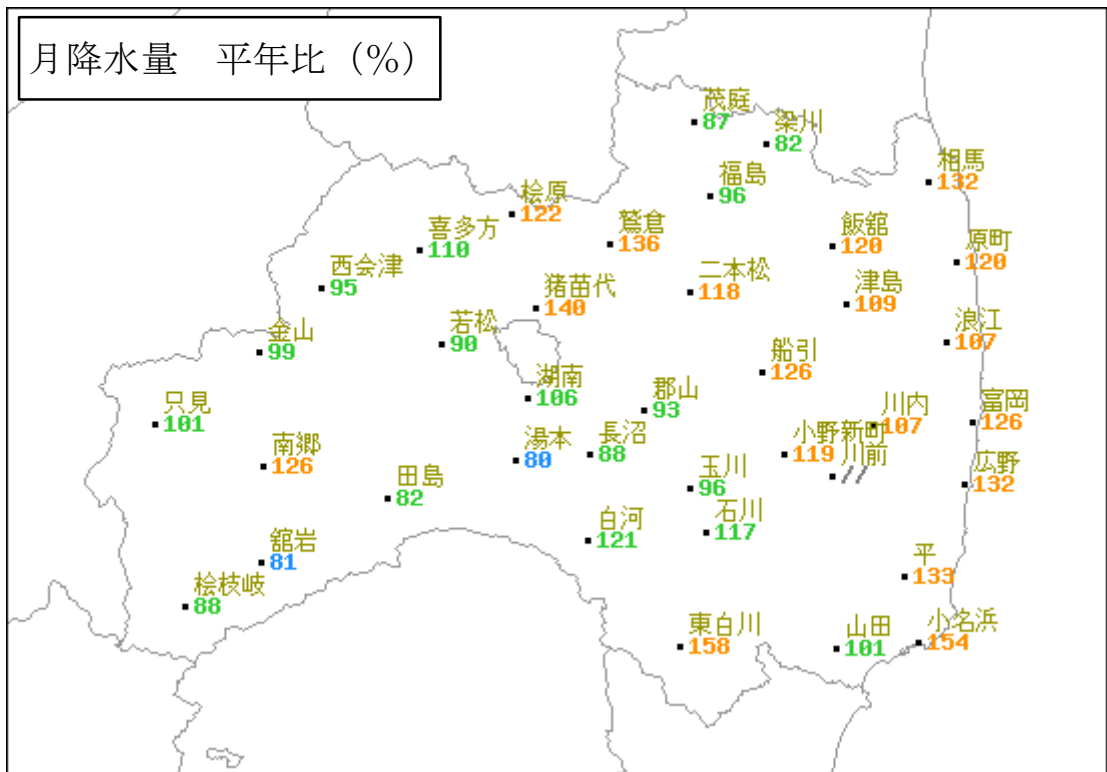 月降水量　平年比（％）
茂庭
87
梁川
82
相馬
132
福島
96
桧原
122
鷲倉
136
飯舘
120
喜多方
110
原町
120
西会津
95
二本松
118
津島
109
猪苗代
140
浪江
107
若松
90
金山
99
船引
126
湖南
106
郡山
93
只見
101
川内
107
富岡
126
南郷
126
湯本
80
長沼
88
小野新町
119
川前
//
広野
132
田島
82
玉川
96
石川
117
白河
121
舘岩
81
平
133
桧枝岐
88
東白川
158
山田
101
小名浜
154